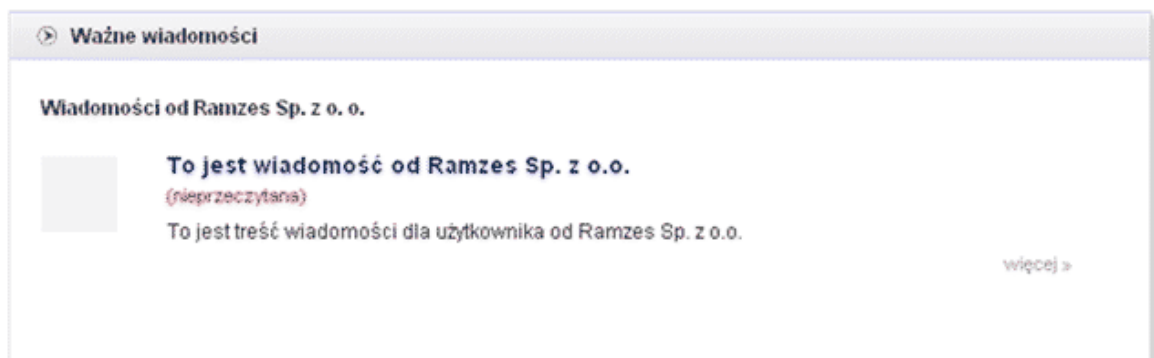 Ważne wiadomości
Wiadomości od Ramzes Sp. z o. o.
To jest wiadomość od Ramzes Sp. z o.o.
(nieprzeczytana)
To jest treść wiadomości dla użytkownika od Ramzes Sp. z o.o.
więcej »